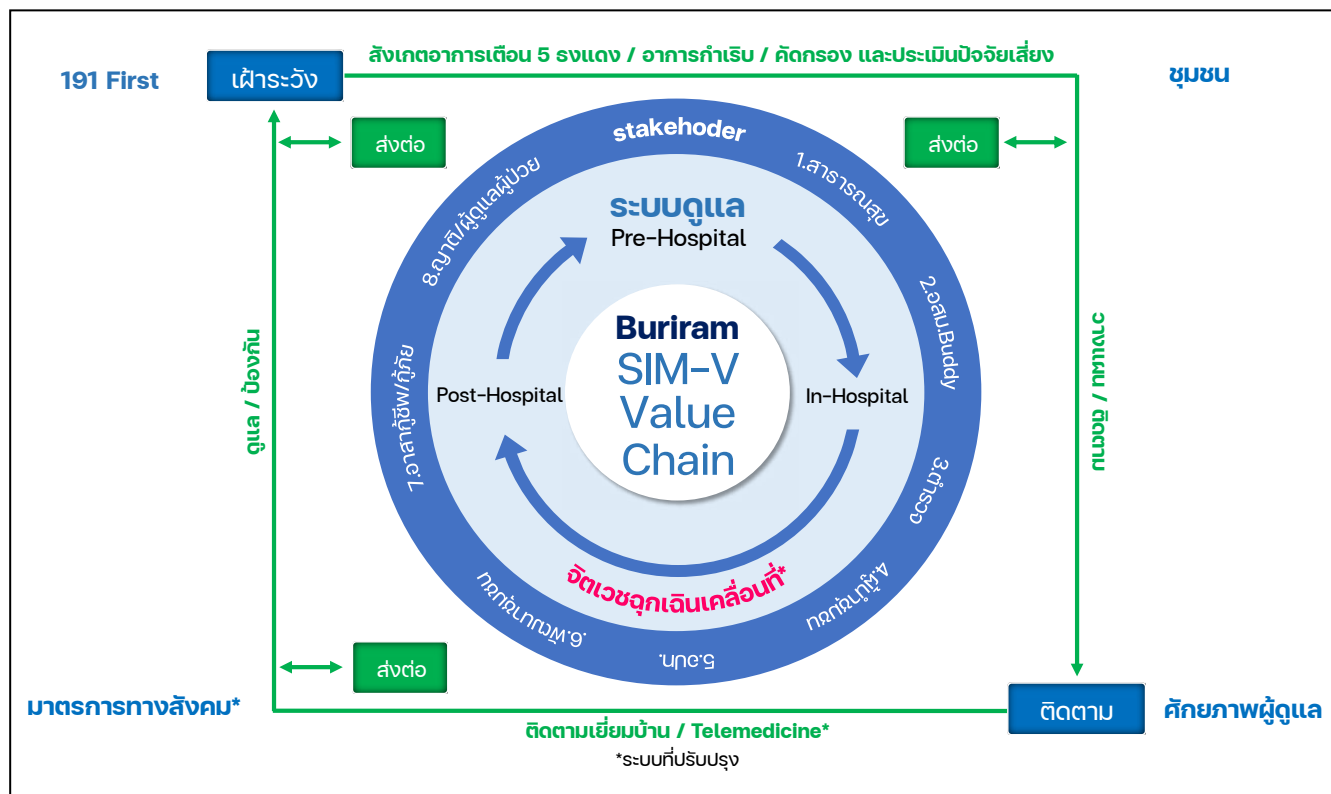 สังเกตอาการเตือน 5 ธงแดง / อาการกำเริบ / คัดกรอง และประเมินปัจจัยเสี่ยง
191 First
เฝ้าระวัง
ชุมชน
ส่งต่อ
stakehoder
ส่งต่อ
1.สาธารณสุข
2.อสม.Buddy
3.ตำรวจ
4.ผู้นำชุมชน
5.อปท.
6.พัฒนาชุมชน
7.อาสากู้ชีพ/กู้ภัย
8.ญาติ/ผู้ดูแลผู้ป่วย
ระบบดูแล
Pre-Hospital
Buriram
SIM-V
Value
Chain
Post-Hospital
In-Hospital
จิตเวชฉุกเฉินเคลื่อนที่*
ดูแล / ป้องกัน
วางแผน / ติดตาม
ส่งต่อ
มาตรการทางสังคม*
ติดตาม
ศักยภาพผู้ดูแล
ติดตามเยี่ยมบ้าน / Telemedicine*
*ระบบที่ปรับปรุง